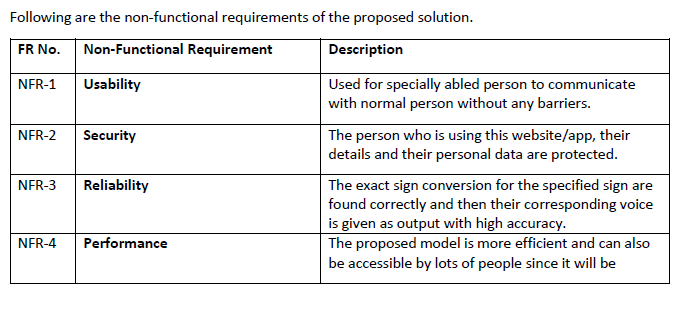 Following are the non-functional requirements of the proposed solution.
FR No. Non-Functional Requirement Description
NFR-1 Usability Used for specially abled person to communicate
with normal person without any barriers.
NFR-2 Security The person who is using this website/app, their
details and their personal data are protected.
NFR-3 Reliability The exact sign conversion for the specified sign are
found correctly and then their corresponding voice
is given as output with high accuracy.
NFR-4 Performance The proposed model is more efficient and can also
be accessible by lots of people since it will be